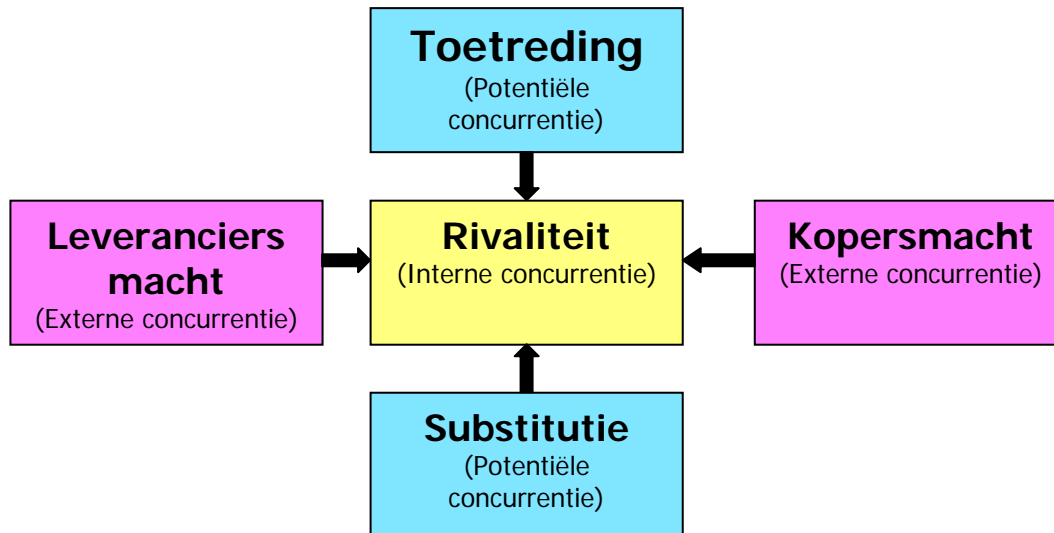 Toetreding
(Potentiële
concurrentie)
Leveranciers
macht
(Externe concurrentie)
Rivaliteit
(Interne concurrentie)
Kopersmacht
(Externe concurrentie)
Substitutie
(Potentiële
concurrentie)